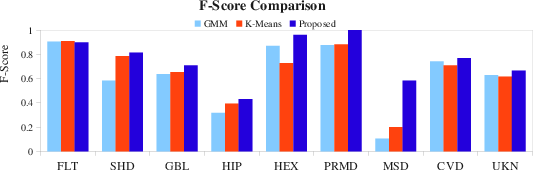 F-Score Comparison
GMM K-Means Proposed
F-Score
1
0.8
0.6
0.4
0.2
0
FLT SHD GBL HIP HEX PRMD MSD CVD UKN